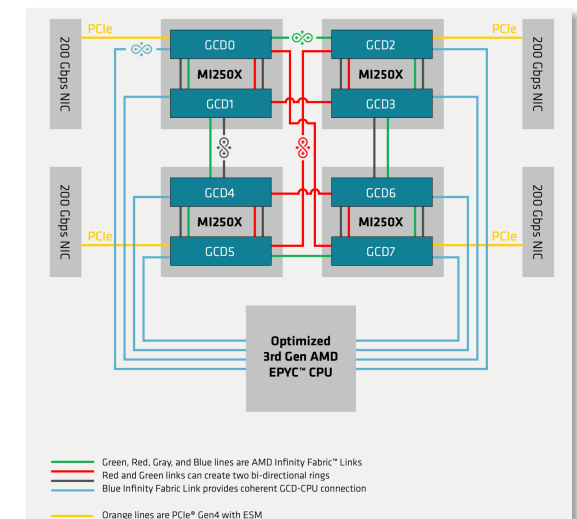 PCIe
PCIe
200 Gbps NIC
GCD0
GCD2
200 Gbps NIC
MI250X
MI250X
GCD1
GCD3
200 Gbps NIC
GCD4
GCD6
200 Gbps NIC
MI250X
MI250X
PCIe
PCIe
GCD5
GCD7
Optimized
3rd Gen AMD
EPYC™ CPU
Green, Red, Gray, and Blue lines are AMD Infinity Fabric™ Links
Red and Green links can create two bi-directional rings
Blue Infinity Fabric Link provides coherent GCD-CPU connection
Orange lines are PCIe® Gen4 with ESM